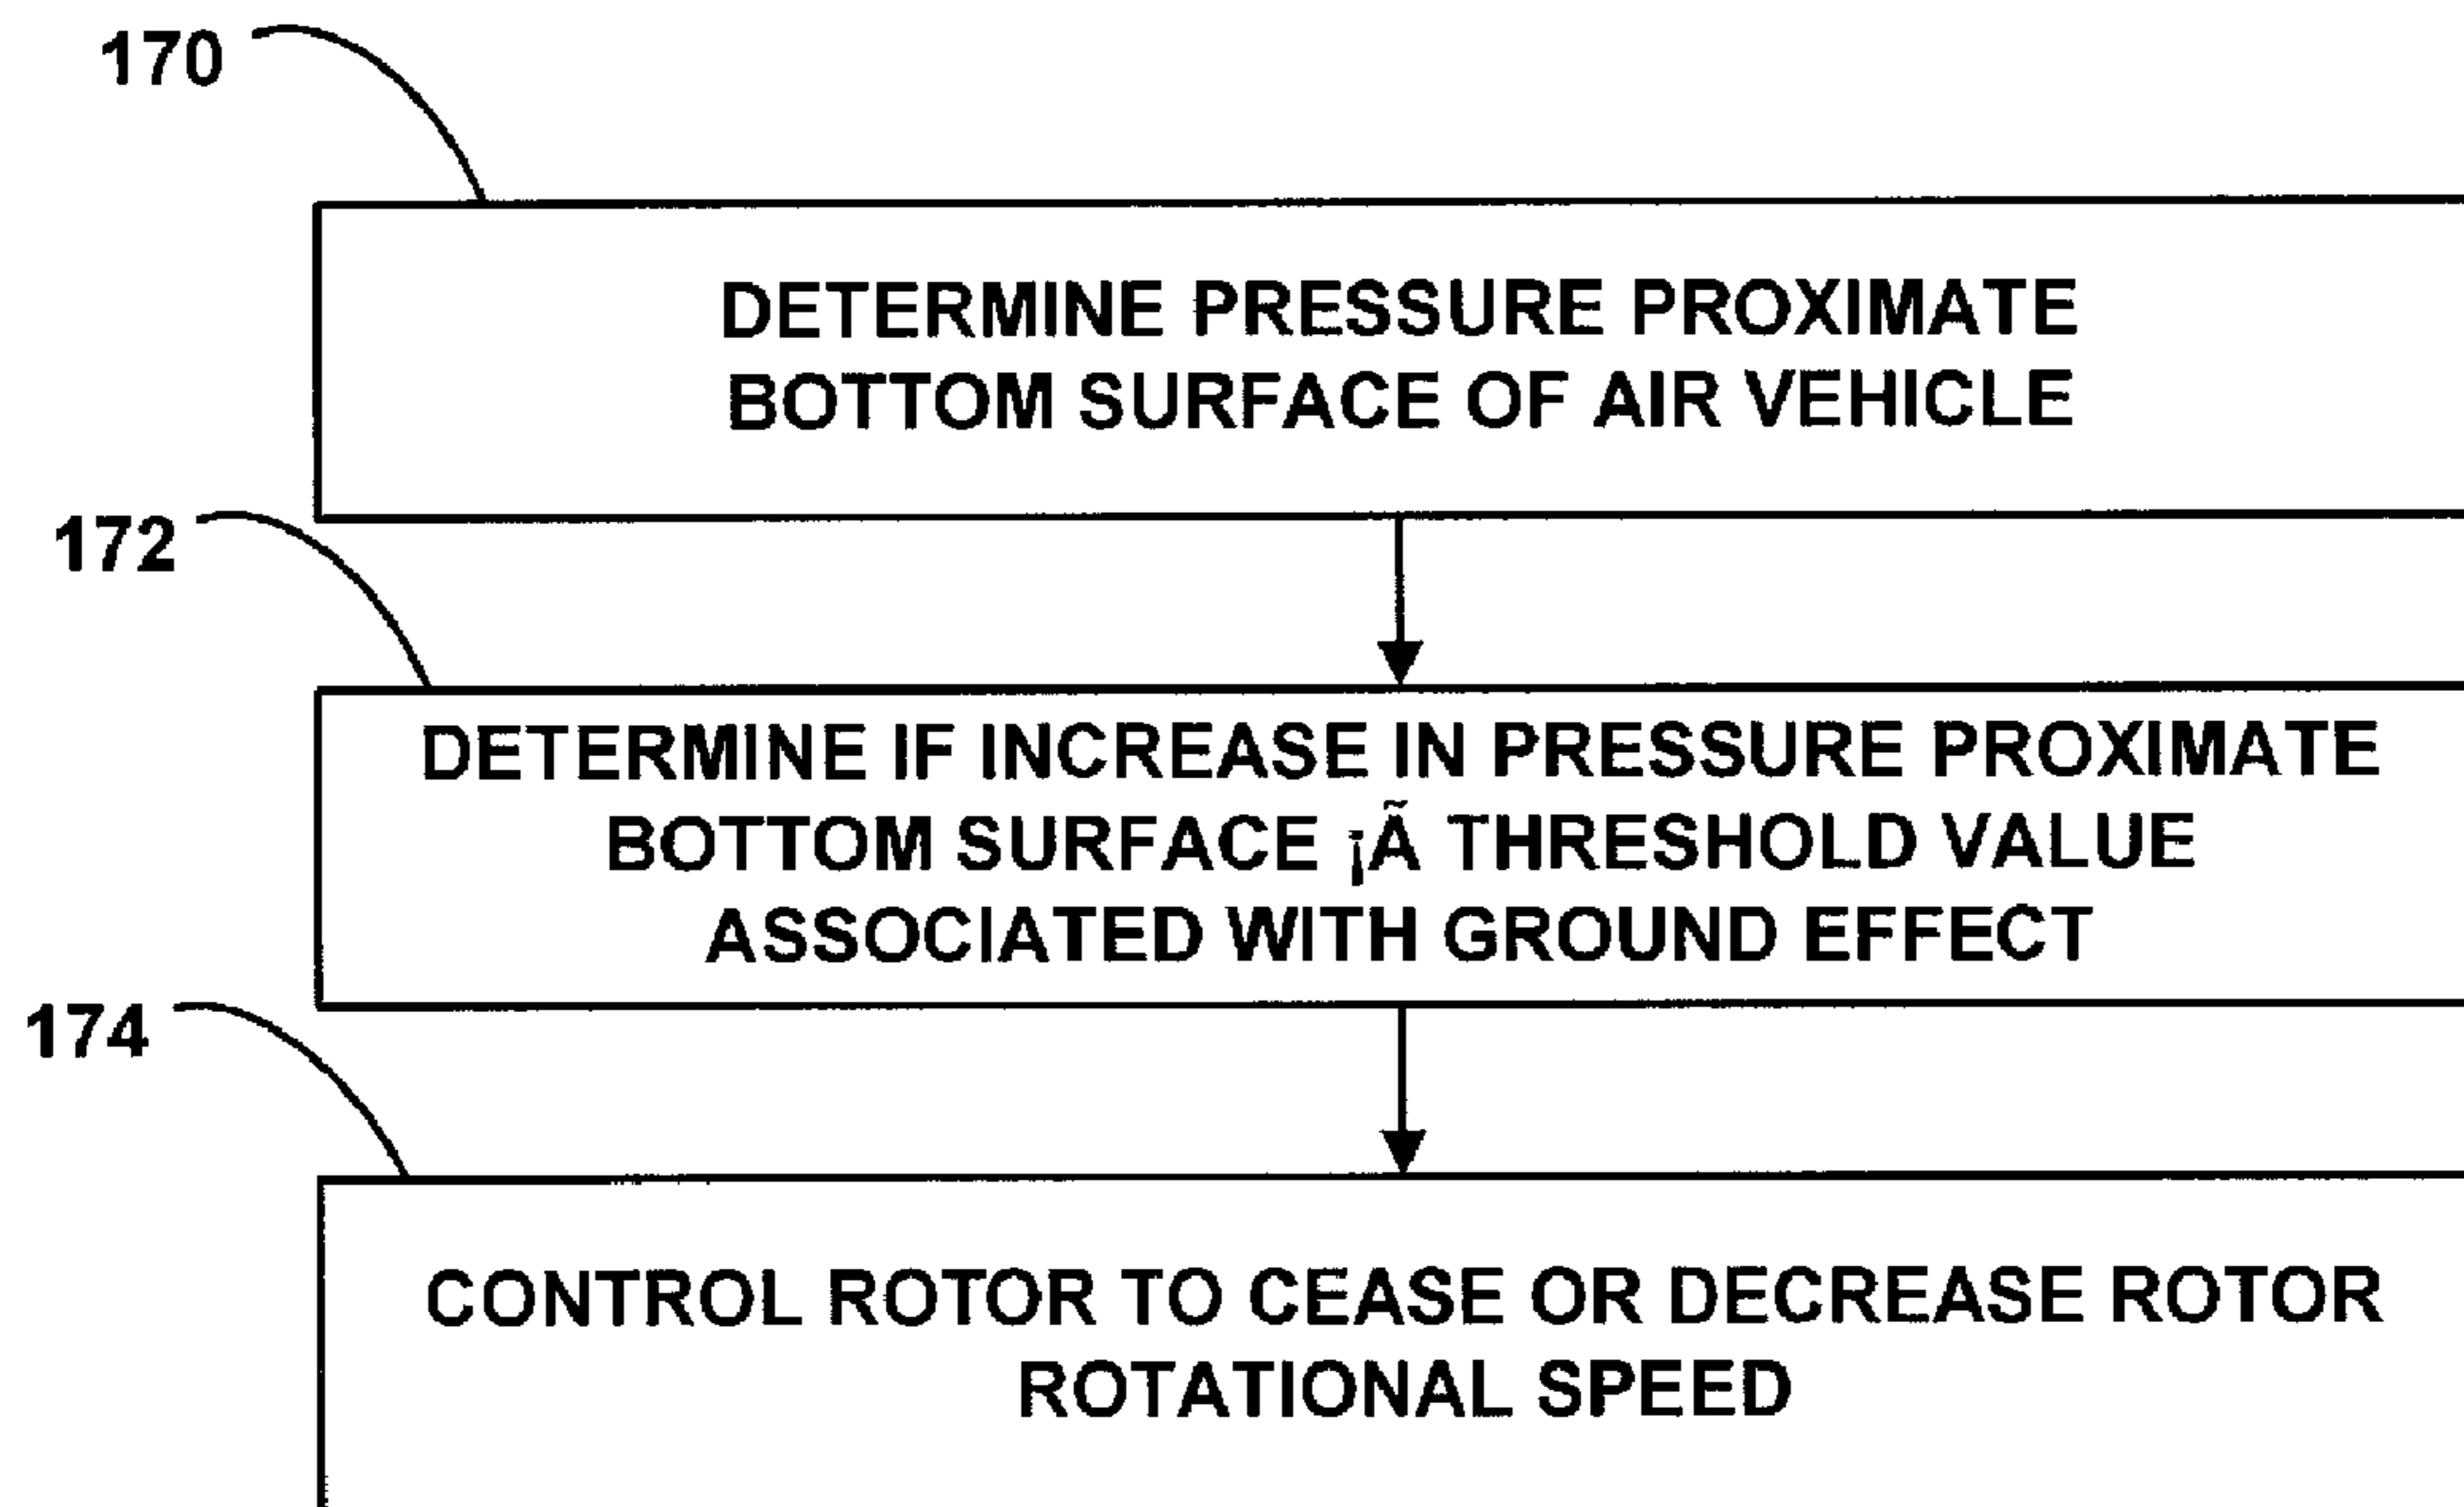 170
DETERMINE PRESSURE PROXIMATE
BOTTOM SURFACE OF AIR VEHICLE
172
DETERMINE IF INCREASE IN PRESSURE PROXIMATE
BOTTOM SURFACE ¡Ã THRESHOLD VALUE
ASSOCIATED WITH GROUND EFFECT
174
CONTROL ROTOR TO CEASE OR DECREASE ROTOR
ROTATIONAL SPEED